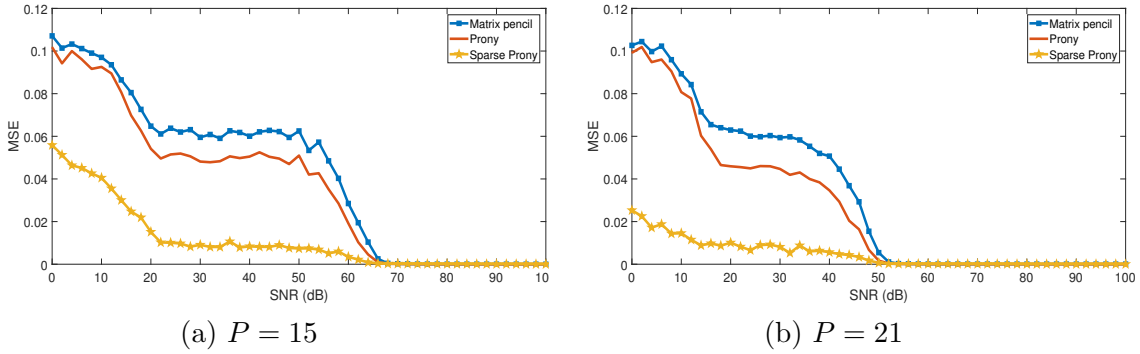 0.12
0.1
0.08
0.06
0.04
0.02
0
MSE
0 10 20 30 40 50 60 70 80 90 100
SNR (dB)
Matrix pencil
Prony
Sparse Prony
(a) P = 15
0.12
0.1
0.08
0.06
0.04
0.02
0
MSE
0 10 20 30 40 50 60 70 80 90 100
SNR (dB)
Matrix pencil
Prony
Sparse Prony
(b) P = 21